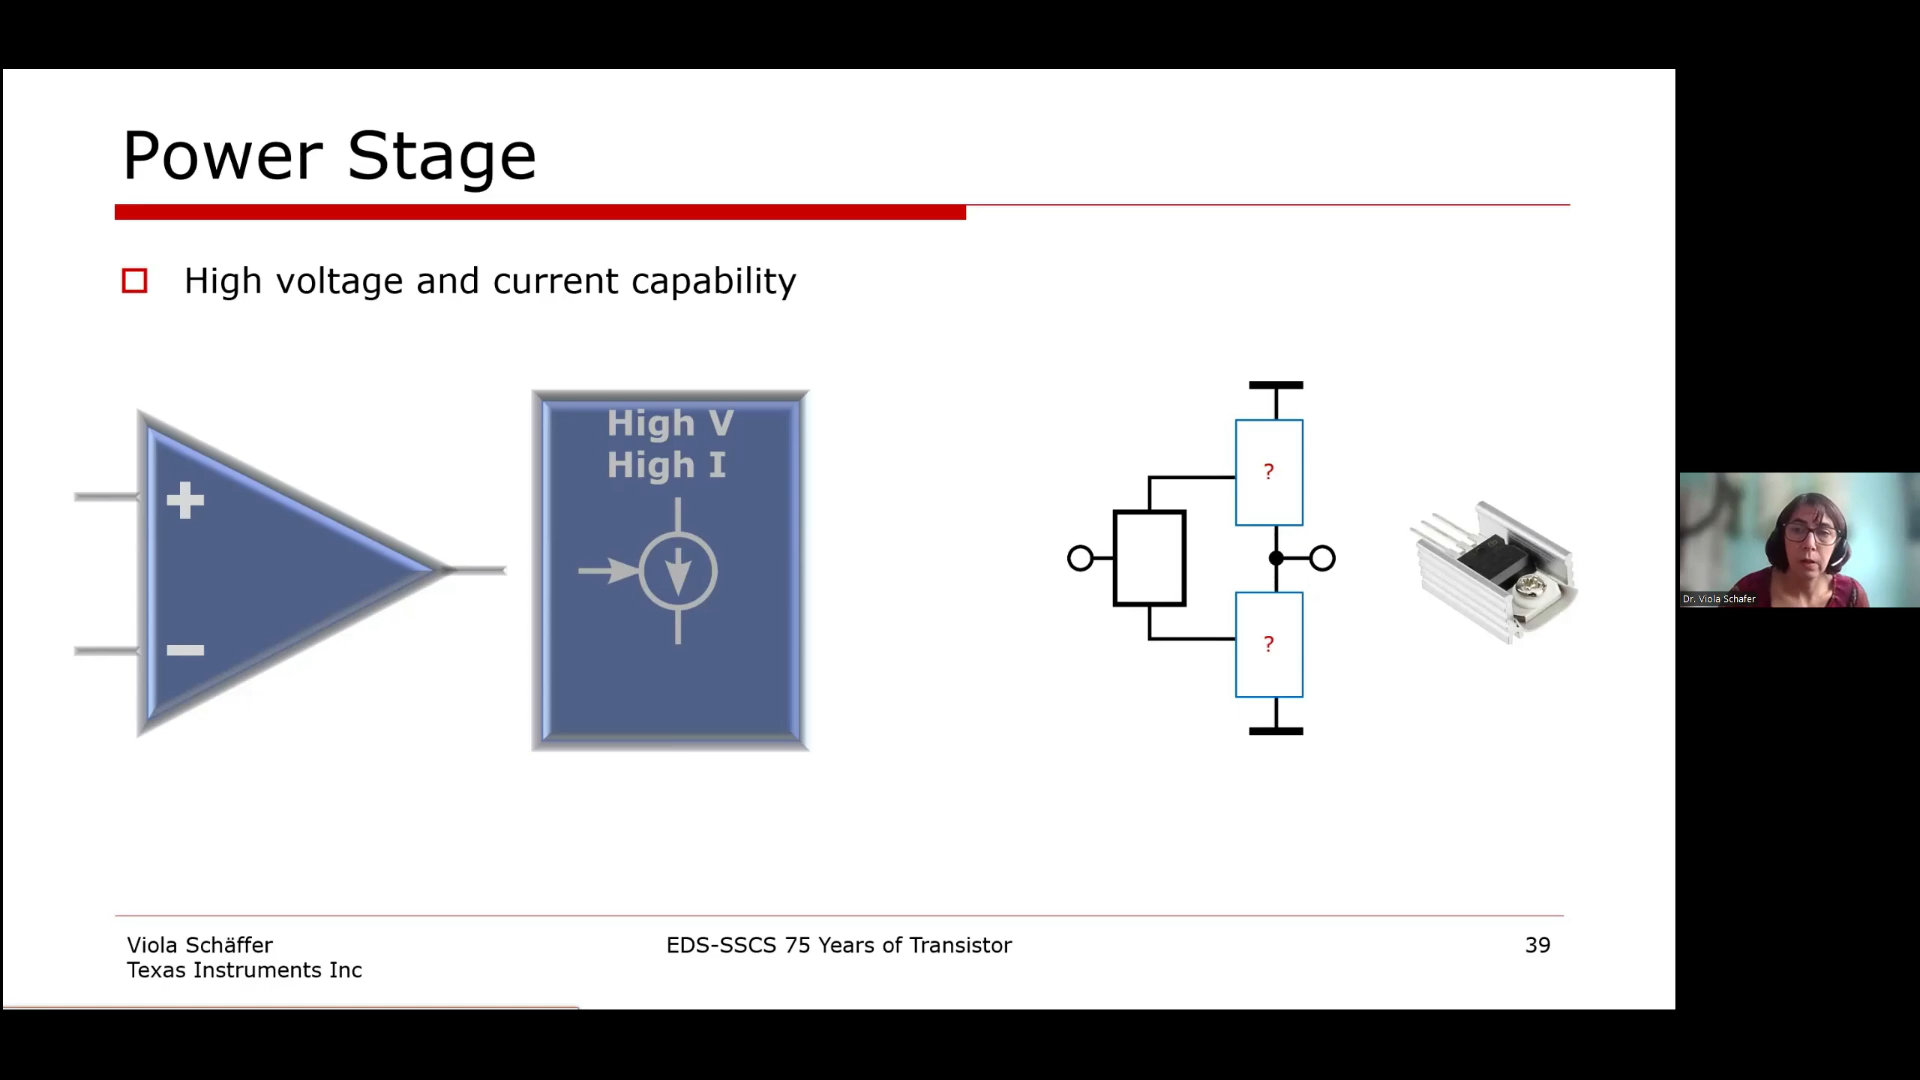 Power Stage
High voltage and current capability
High V
High I
+
−
?
?
Dr. Viola Schafer
Viola Schäffer
Texas Instruments Inc
EDS-SSCS 75 Years of Transistor
39